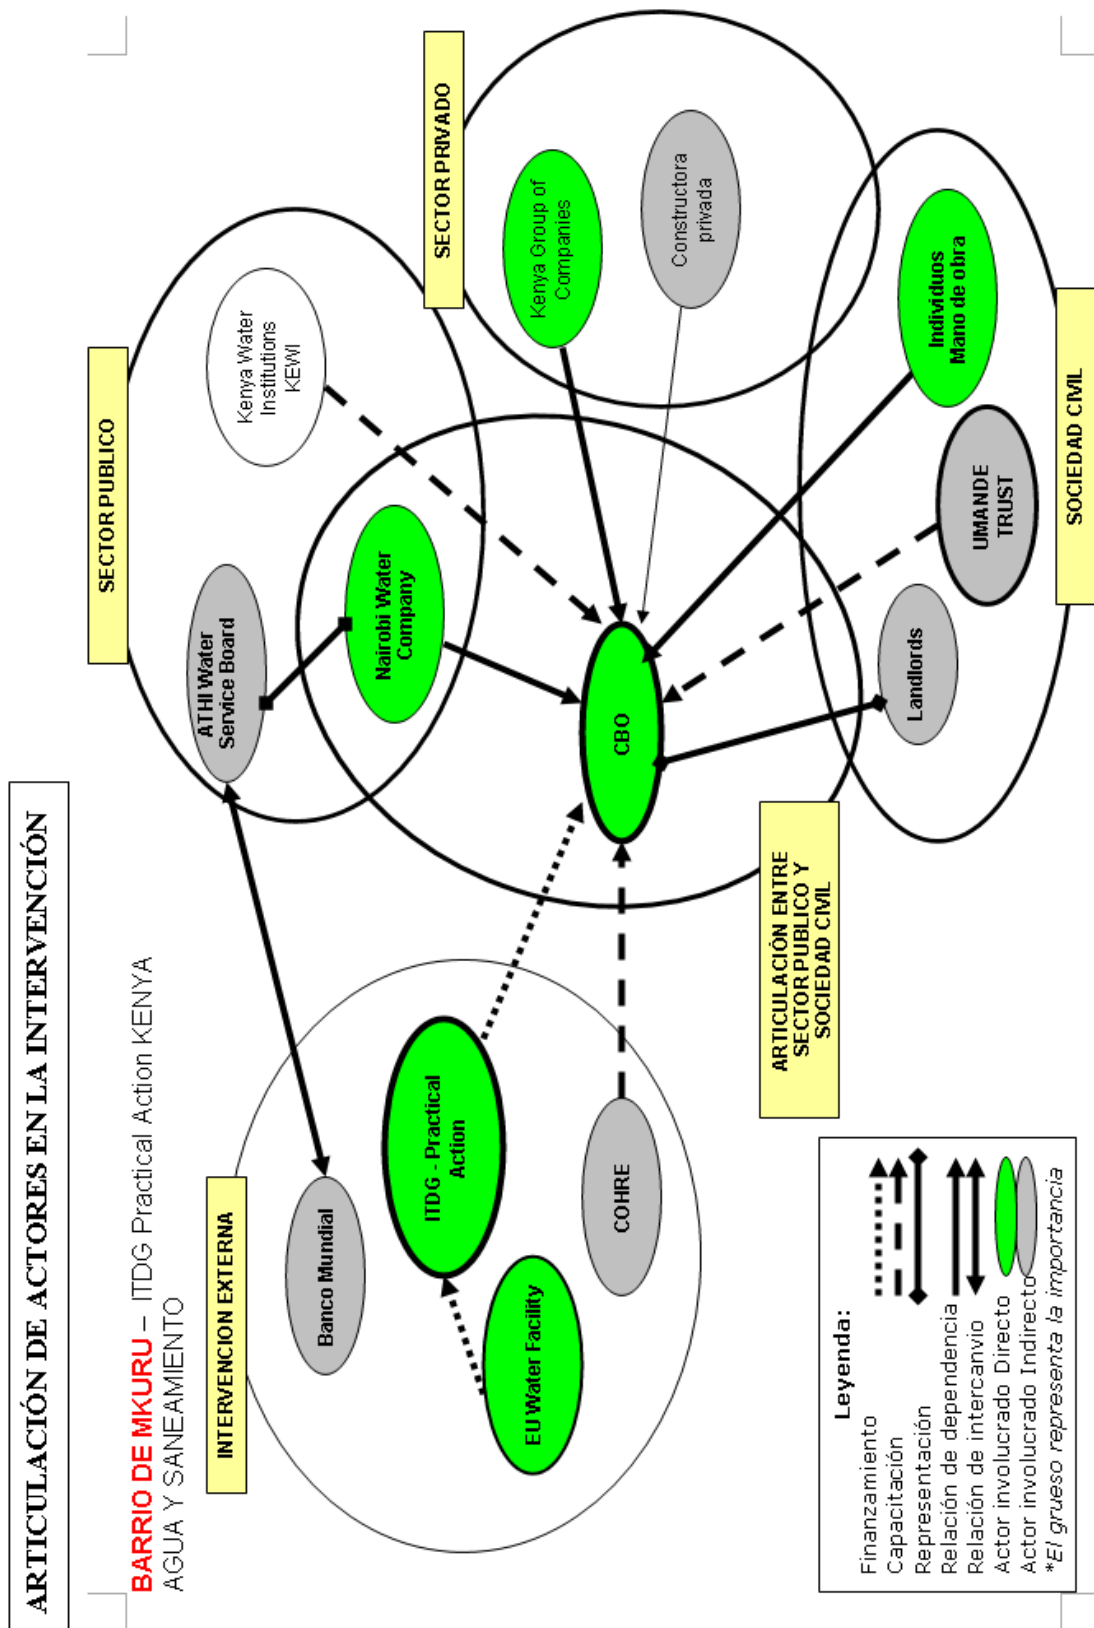 ARTICULACIÓN DE ACTORES EN LA INTERVENCIÓN
BARRIO DE MKURU – ITDG Practical Action KENYA
AGUA Y SANEAMIENTO
SECTOR PUBLICO
ATHI Water
Service Board
Kenya Water
Institutions
KEWI
Nairobi Water
Company
INTERVENCION EXTERNA
Banco Mundial
ITDG - Practical
Action
EU Water Facility
COHRE
SECTOR PRIVADO
Kenya Group of
Companies
Constructora
privada
CBO
ARTICULACIÓN ENTRE
SECTOR PUBLICO Y
SOCIEDAD CIVIL
Landlords
UMANDE
TRUST
Individuos
Mano de obra
SOCIEDAD CIVIL
Leyenda:
Finanzamiento
Capacitación
Representación
Relación de dependencia
Relación de intercanvio
Actor involucrado Directo
Actor involucrado Indirecto
*El grueso representa la importancia